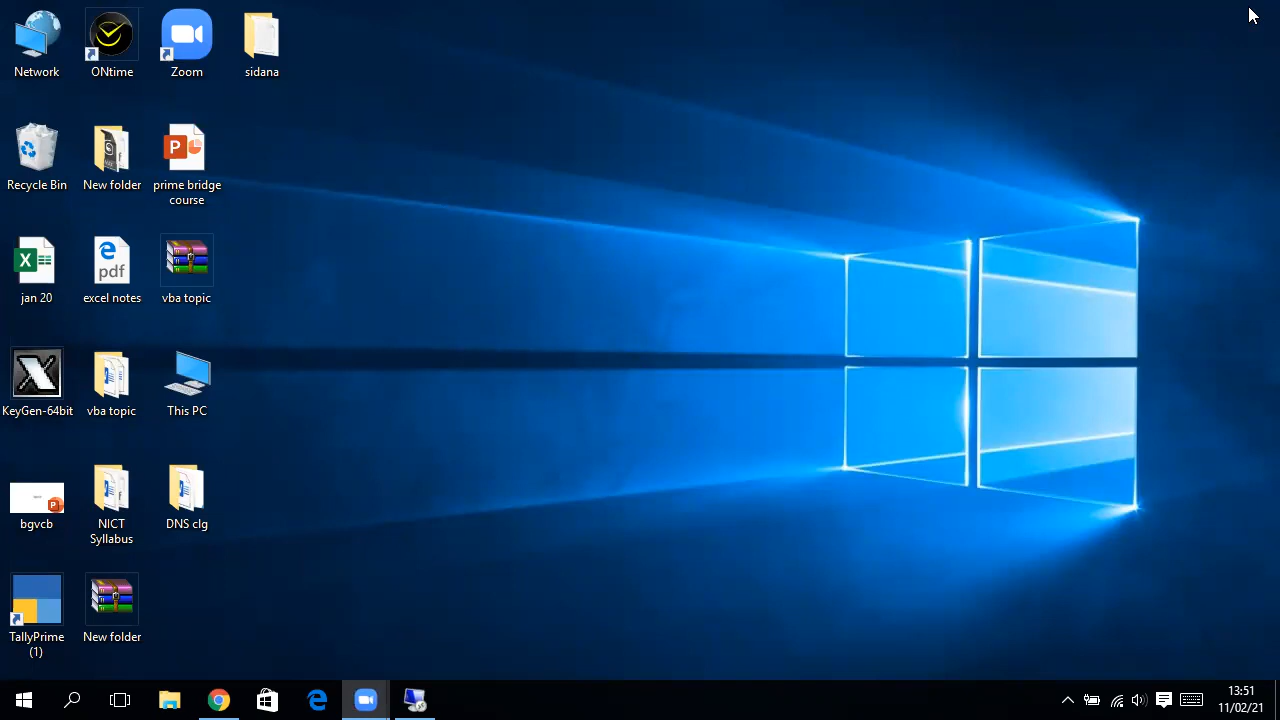 Network
ONtime
Zoom
sidana
Recycle Bin
New folder
prime bridge
course
jan 20
excel notes
vba topic
KeyGen-64bit
vba topic
This PC
bgvcb
NICT
Syllabus
DNS clg
TallyPrime
(1)
New folder
pdf
13:51
11/02/21